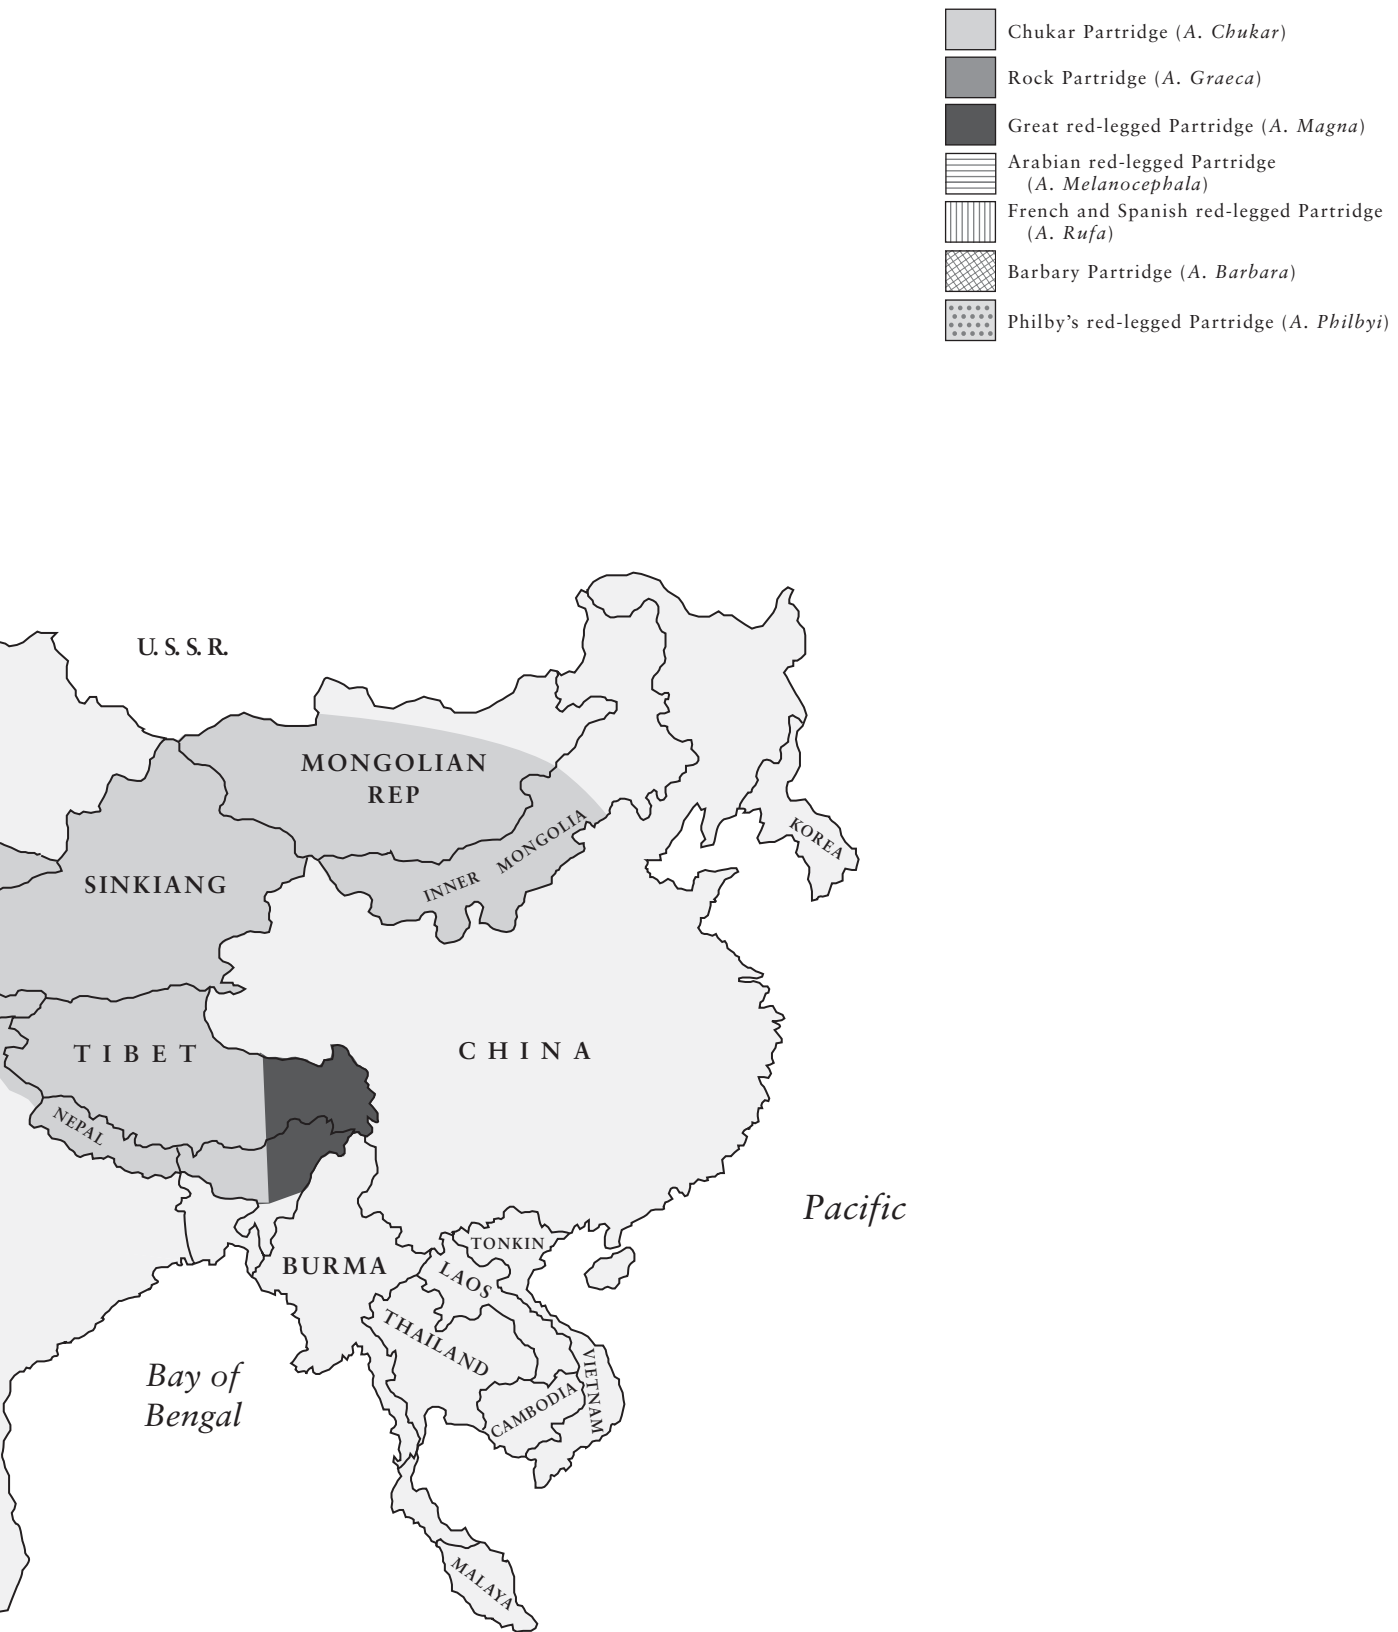 Chukar Partridge (A. Chukar)
Rock Partridge (A. Graeca)
Great red-legged Partridge (A. Magna)
Arabian red-legged Partridge
(A. Melanocephala)
French and Spanish red-legged Partridge
(A. Rufa)
Barbary Partridge (A. Barbara)
Philby’s red-legged Partridge (A. Philbyi)
U.S.S.R.
MONGOLIAN
REP
INNER MONGOLIA
KOREA
SINKIANG
TIBET
CHINA
NEPAL
Pacific
BURMA
TONKIN
LAOS
THAILAND
VIETNAM
CAMBODIA
Bay of
Bengal
MALAYA